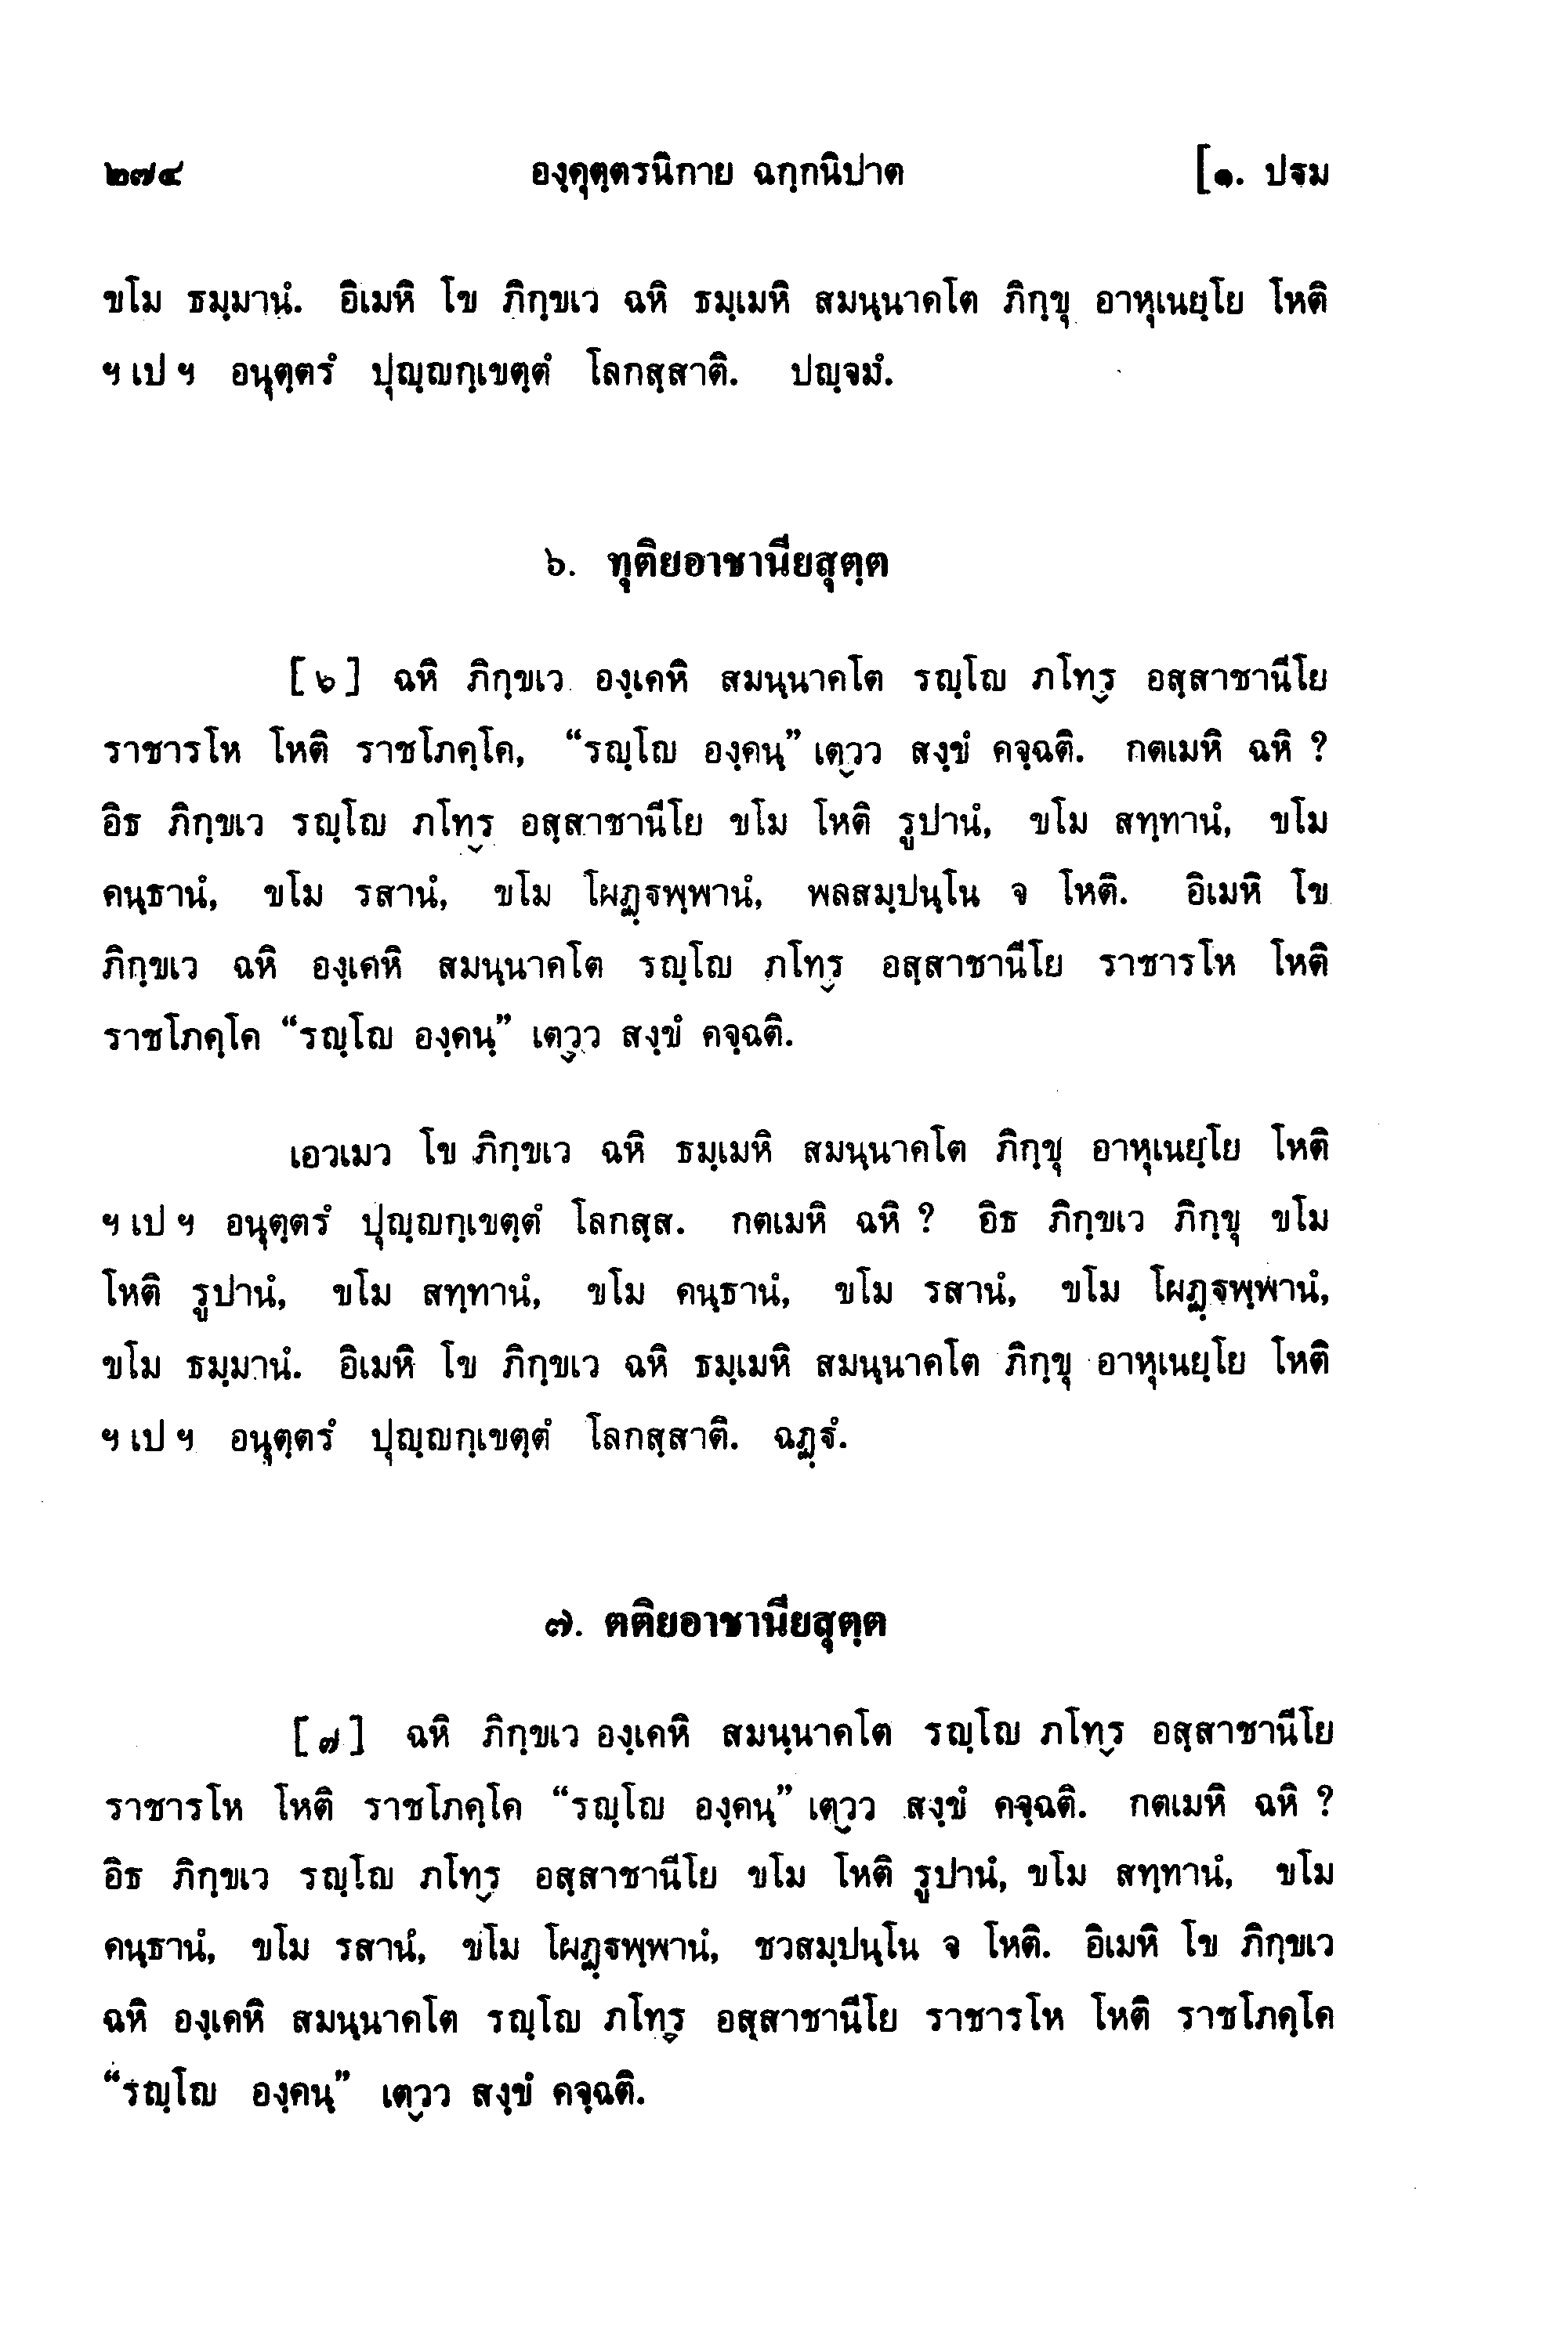 ๒๗๔ องฺคุตฺตรนิกาย ฉกฺกนิปาต [๑. ปฐม
ขโม ธมฺมานํ. อิเมหิ โข ภิกฺขเว ฉหิ ธมฺเมหิ สมนฺนาคโต ภิกฺขุ อาหุเนยฺโย โหติ
ฯ เป ฯ อนุตฺตรํ ปุญฺญกฺเขตฺตํ โลกสฺสาติ. ปญฺจมํ.
๖. ทุติยอาชานียสุตฺต
[๖] ฉหิ ภิกฺขเว องฺเคหิ สมนฺนาคโต รญฺโญ ภโทฺร อสฺสาชานีโย
ราชารโห โหติ ราชโภคฺโค, “รญฺโญ องฺคนฺ” เตฺวว สงฺขํ คจฺฉติ. กตเมหิ ฉหิ ?
อิธ ภิกฺขเว รญฺโญ ภโทฺร อสฺสาชานีโย ขโม โหติ รูปานํ, ขโม สทฺทานํ, ขโม
คนฺธานํ, ขโม รสานํ, ขโม โผฏฺฐพฺพานํ, พลสมฺปนฺโน จ โหติ. อิเมหิ โข
ภิกฺขเว ฉหิ องฺเคหิ สมนฺนาคโต รญฺโญ ภโทฺร อสฺสาชานีโย ราชารโห โหติ
ราชโภคฺโค “รญฺโญ องฺคนฺ” เตฺวว สงฺขํ คจฺฉติ.
เอวเมว โข ภิกฺขเว ฉหิ ธมฺเมหิ สมนฺนาคโต ภิกฺขุ อาหุเนยฺโย โหติ
ฯ เป ฯ อนุตฺตรํ ปุญฺญกฺเขตฺตํ โลกสฺส. กตเมหิ ฉหิ ? อิธ ภิกฺขเว ภิกฺขุ ขโม
โหติ รูปานํ, ขโม สทฺทานํ, ขโม คนฺธานํ, ขโม รสานํ, ขโม โผฏฺฐพฺพานํ,
ขโม ธมฺมานํ. อิเมหิ โข ภิกฺขเว ฉหิ ธมฺเมหิ สมนฺนาคโต ภิกฺขุ อาหุเนยฺโย โหติ
ฯ เป ฯ อนุตฺตรํ ปุญฺญกฺเขตฺตํ โลกสฺสาติ. ฉฏฺฐํ.
๗. ตติยอาชานียสุตฺต
[๗] ฉหิ ภิกฺขเว องฺเคหิ สมนฺนาคโต รญฺโญ ภโทฺร อสฺสาชานีโย
ราชารโห โหติ ราชโภคฺโค “รญฺโญ องฺคนฺ” เตฺวว สงฺขํ คจฺฉติ. กตเมหิ ฉหิ ?
อิธ ภิกฺขเว รญฺโญ ภโทฺร อสฺสาชานีโย ขโม โหติ รูปานํ, ขโม สทฺทานํ, ขโม
คนฺธานํ, ขโม รสานํ, ขโม โผฏฺฐพฺพานํ, ชวสมฺปนฺโน จ โหติ. อิเมหิ โข ภิกฺขเว
ฉหิ องฺเคหิ สมนฺนาคโต รญฺโญ ภโทฺร อสฺสาชานีโย ราชารโห โหติ ราชโภคฺโค
“รญฺโญ องฺคนฺ” เตฺวว สงฺขํ คจฺฉติ.